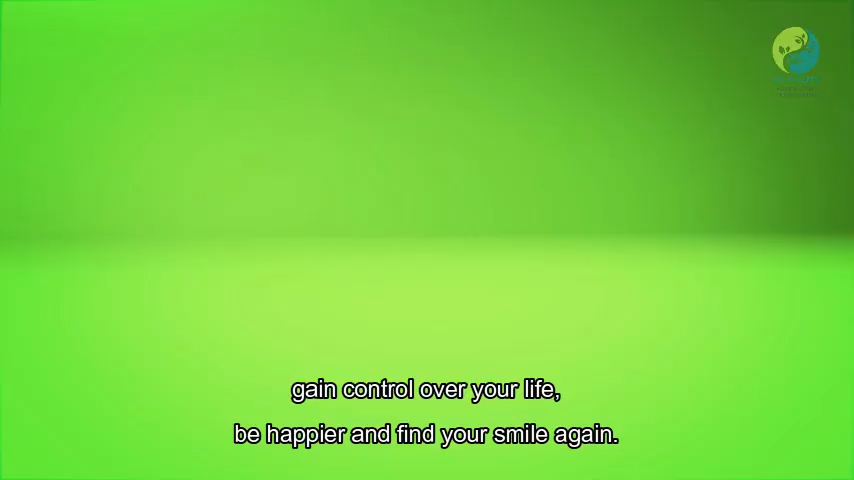 gain control over your life,
be happier and find your smile again.